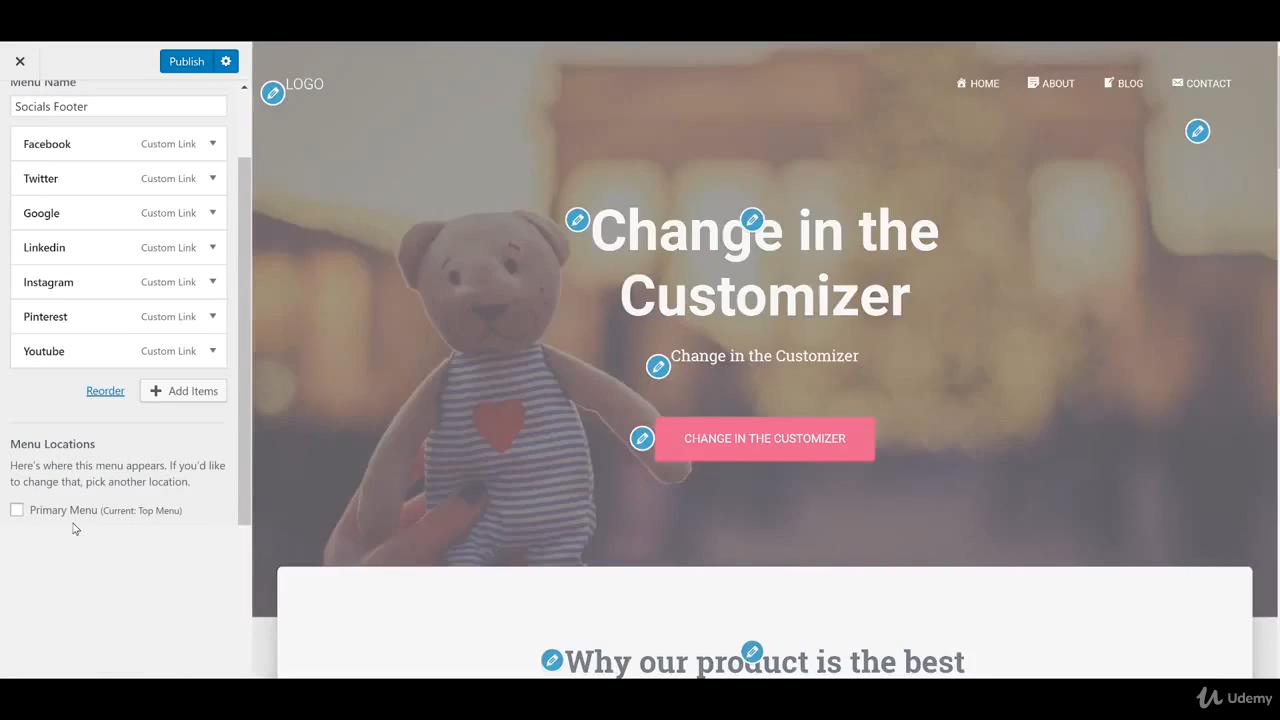 Publish
Menu Name
Socials Footer
Facebook Custom Link
Twitter Custom Link
Google Custom Link
Linkedin Custom Link
Instagram Custom Link
Pinterest Custom Link
Youtube Custom Link
Reorder Add Items
Menu Locations
Here's where this menu appears. If you'd like
to change that, pick another location.
Primary Menu (Current: Top Menu)
LOGO
HOME ABOUT BLOG CONTACT
Change in the
Customizer
Change in the Customizer
CHANGE IN THE CUSTOMIZER
Why our product is the best
Udemy